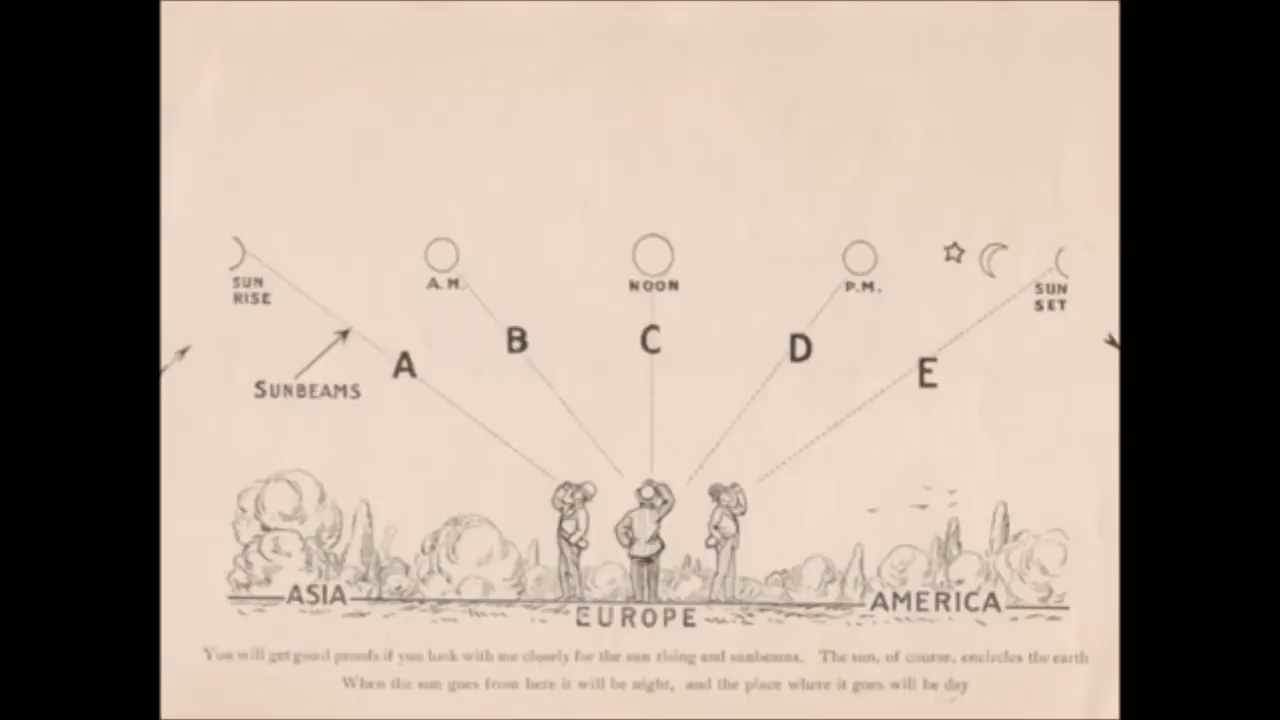 SUN RISE
A.M.
NOON
P.M.
SUN SET
A
B
C
D
E
SUNBEAMS
ASIA
EUROPE
AMERICA
You will get good proofs if you look with me closely for the sun rising and sunbeams. The sun, of course, encircles the earth
When the sun goes from here it will be night, and the place where it goes will be day